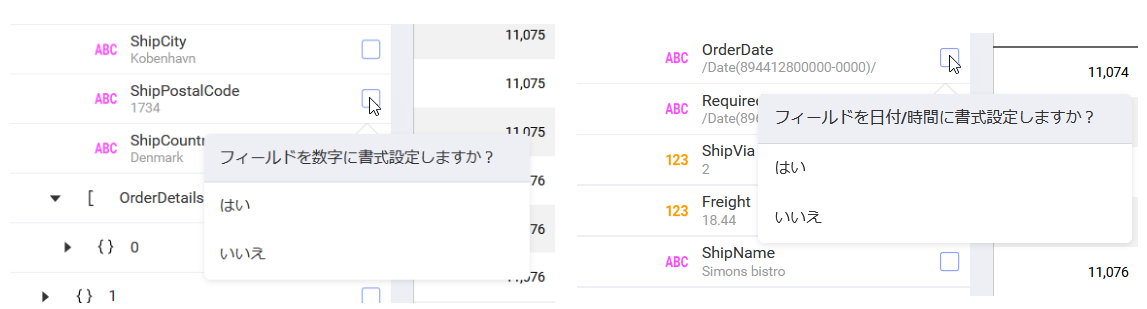 ABC ShipCity
Kobenhavn
11,075
ABC ShipPostalCode
1734
11,075
ABC ShipCountr
Denmark
11,075
フィールドを数字に書式設定しますか？
はい
いいえ
[ OrderDetails
76
{} 0
76
{} 1
11,076
ABC OrderDate
/Date(894412800000-0000)/
11,074
ABC Require
/Date(89
フィールドを日付/時間に書式設定しますか？
はい
いいえ
123 ShipVia
2
123 Freight
18.44
ABC ShipName
Simons bistro
11,076